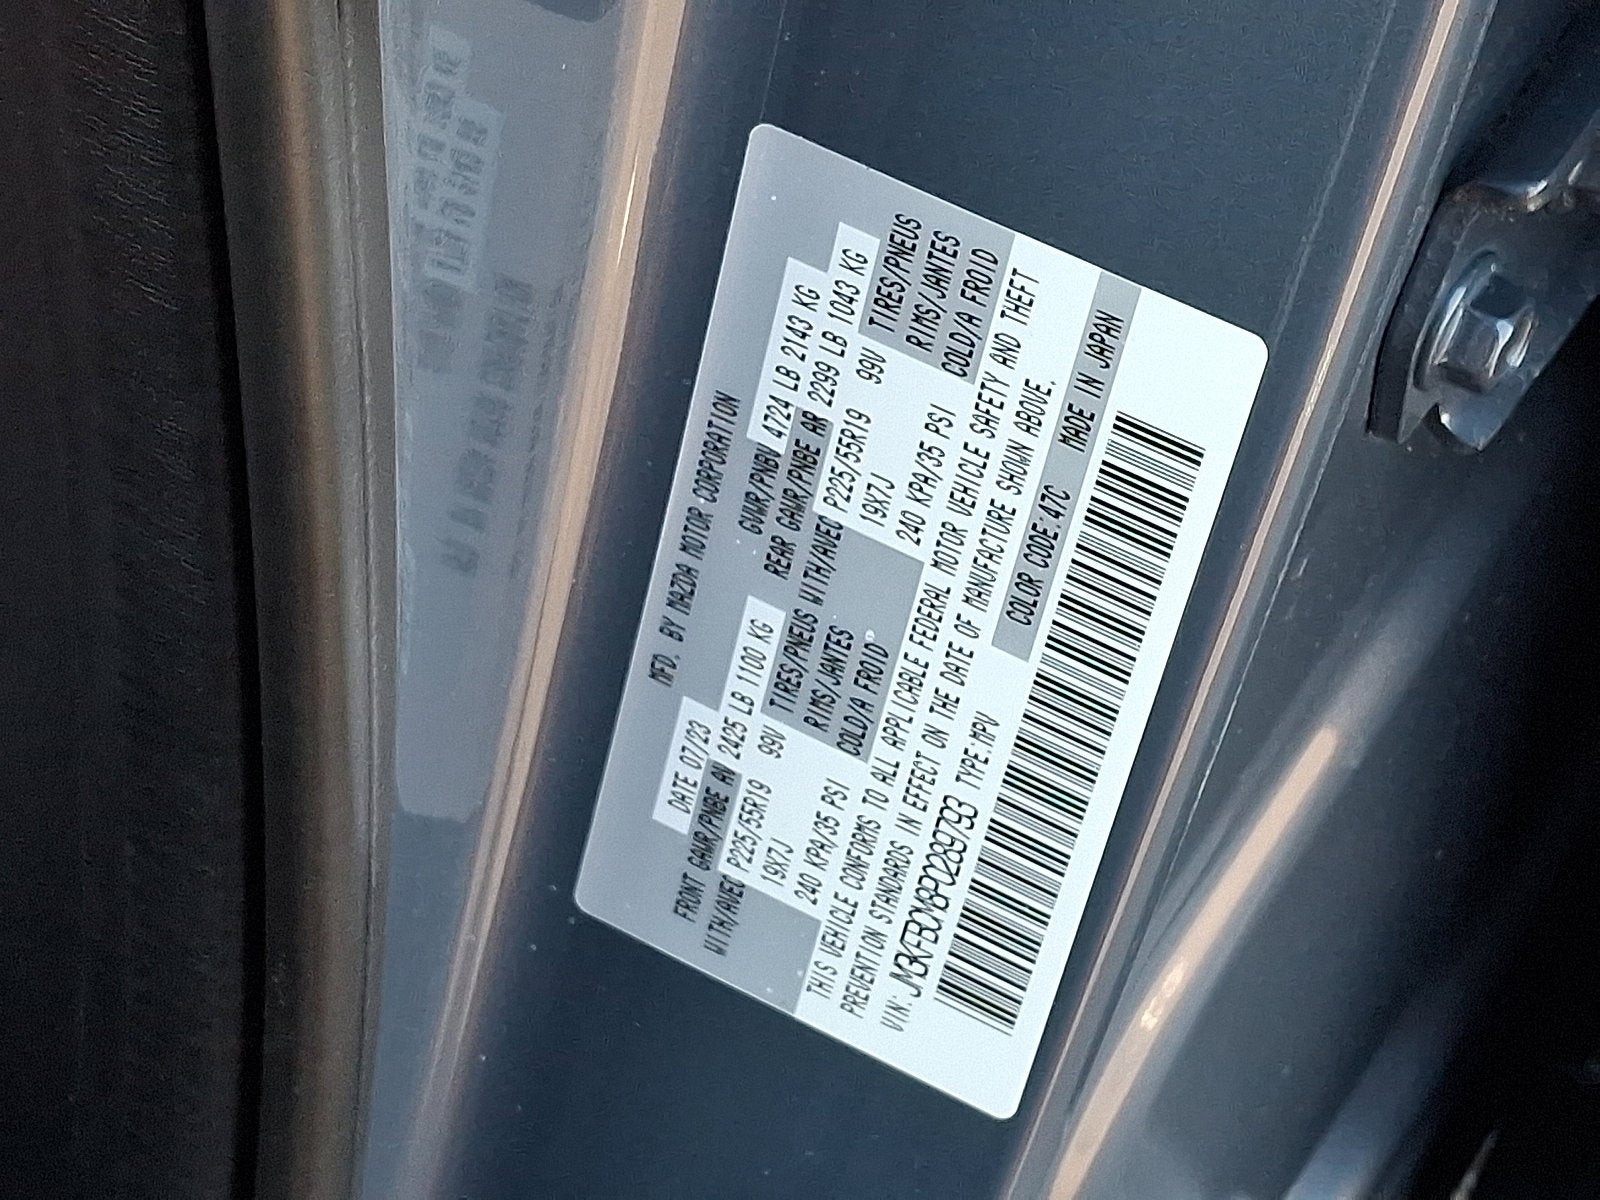 MFD. BY MAZDA MOTOR CORPORATION
DATE 07/23 GVWR/PNBV 4724 LB 2143 KG
FRONT GAWR/PNBE AV 2425 LB 1100 KG REAR GAWR/PNBE AR 2299 LB 1043 KG
WITH/AVEC P225/55R19 99V TIRES/PNEUS WITH/AVEC P225/55R19 99V TIRES/PNEUS
19X7J RIMS/JANTES 19X7J RIMS/JANTES
240 KPA/35 PSI COLD/A FROID 240 KPA/35 PSI COLD/A FROID
THIS VEHICLE CONFORMS TO ALL APPLICABLE FEDERAL MOTOR VEHICLE SAFETY AND THEFT
PREVENTION STANDARDS IN EFFECT ON THE DATE OF MANUFACTURE SHOWN ABOVE.
VIN: JM3KFBCM8P0289793 TYPE:MPV COLOR CODE:47C MADE IN JAPAN